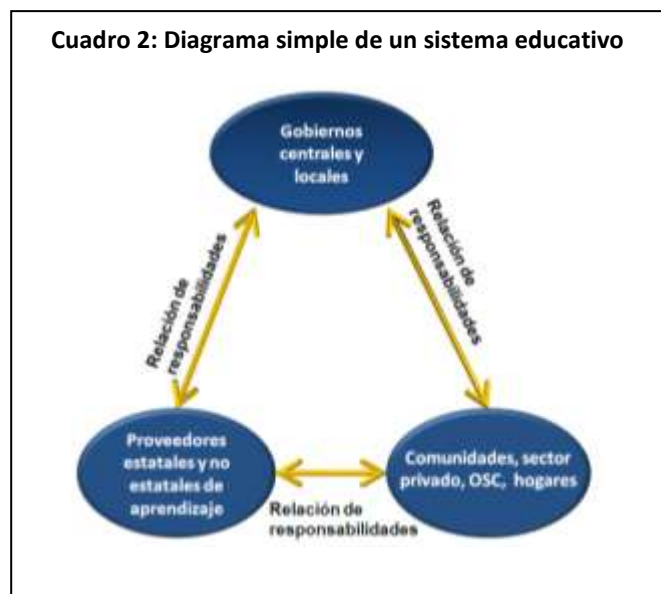 Cuadro 2: Diagrama simple de un sistema educativo
Gobiernos
centrales y
locales
Relación de
responsabilidades
Relación de
responsabilidades
Proveedores
estatales y no
estatales de
aprendizaje
Comunidades, sector
privado, OSC, hogares
Relación de
responsabilidades